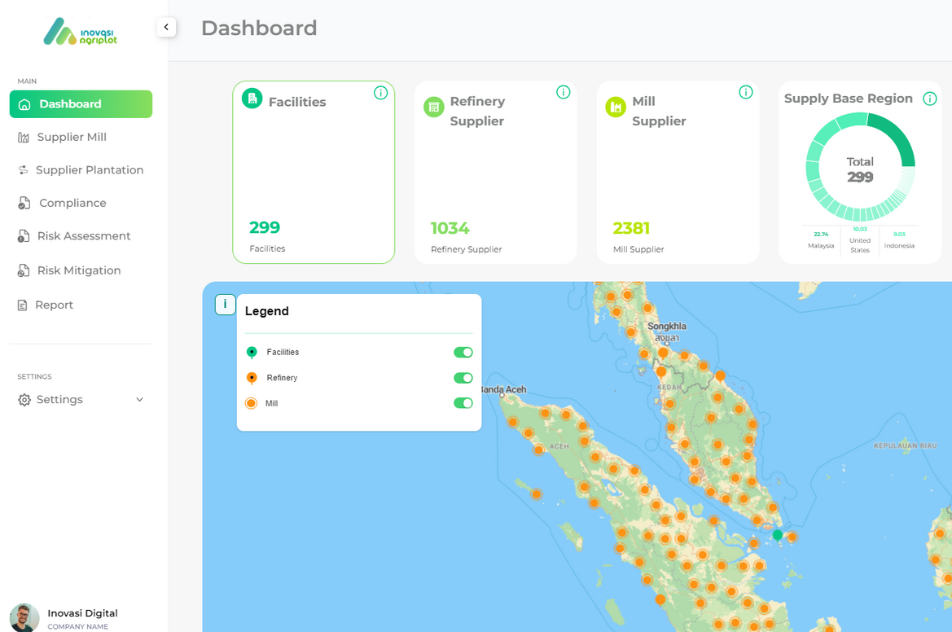 inovasi
agriplot
Dashboard
MAIN
Dashboard
Supplier Mill
Supplier Plantation
Compliance
Risk Assessment
Risk Mitigation
Report
SETTINGS
Settings
Inovasi Digital
COMPANY NAME
Facilities
299
Facilities
Refinery
Supplier
1034
Refinery Supplier
Mill
Supplier
2381
Mill Supplier
Supply Base Region
Total
299
22.74
Malaysia
10.03
United
States
9.03
Indonesia
i
Legend
Facilities
Refinery
Mill
Songkhla
สงขลา
KEDAH
Banda Aceh
ACEH
KEPULAUAN RIAU